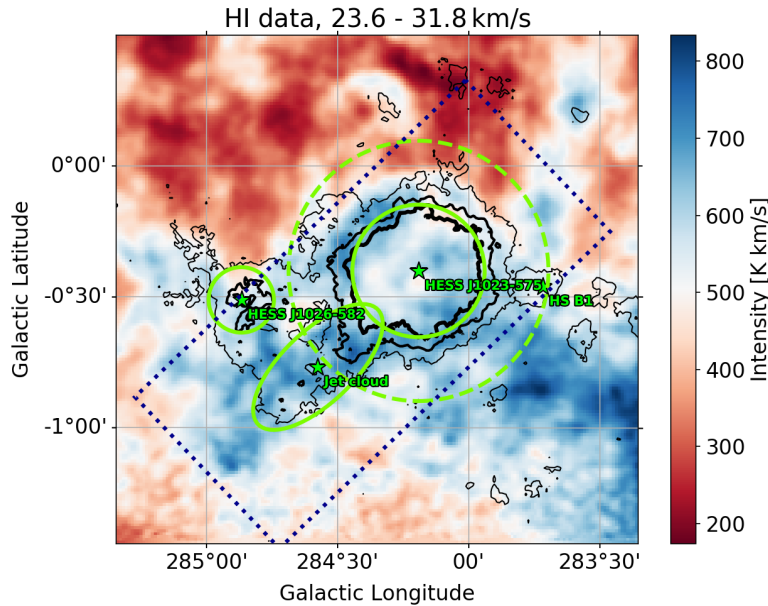 HI data, 23.6 - 31.8 km/s
Galactic Latitude
0°00'
-0°30'
-1°00'
HESS J1023-575
HS B1
HESS J1026-582
Jet cloud
285°00'
284°30'
00'
283°30'
Galactic Longitude
800
700
600
500
400
300
200
Intensity [K km/s]